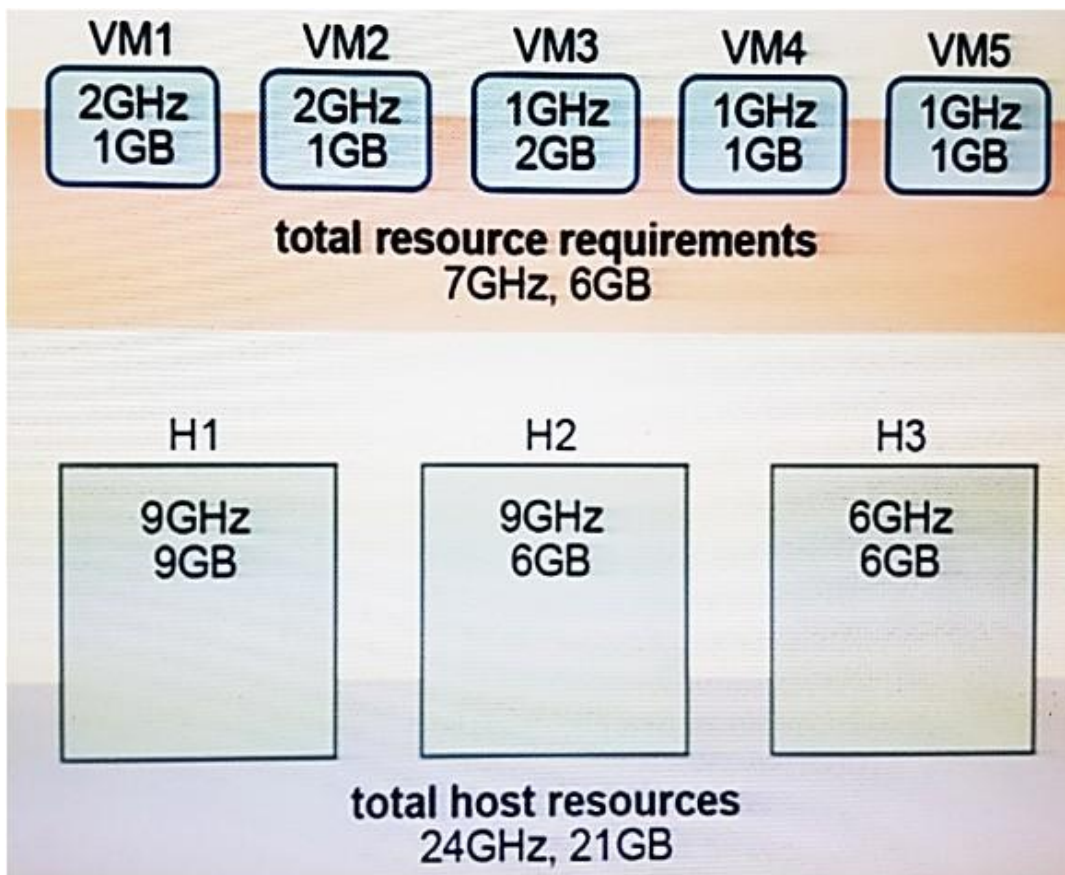 VM1 VM2 VM3 VM4 VM5
2GHz 2GHz 1GHz 1GHz 1GHz
1GB 1GB 2GB 1GB 1GB
total resource requirements
7GHz, 6GB
H1 H2 H3
9GHz 9GHz 6GHz
9GB 6GB 6GB
total host resources
24GHz, 21GB